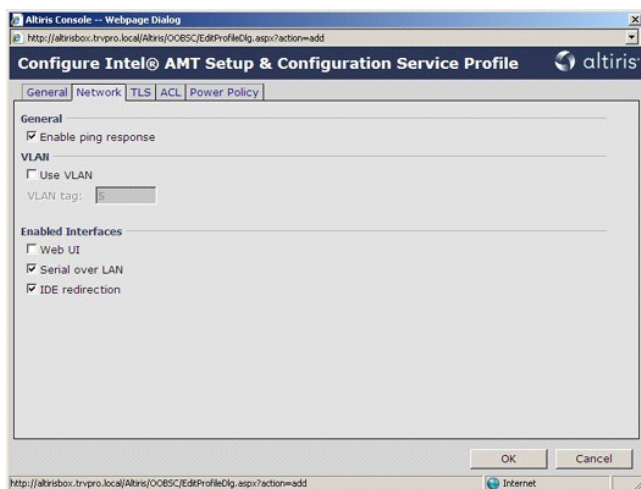 Altiris Console -- Webpage Dialog
http://altirisbox.trvpro.local/Altiris/OOBSC/EditProfileDlg.aspx?action=add
Configure Intel® AMT Setup & Configuration Service Profile
altiris
General Network TLS ACL Power Policy
General
Enable ping response
VLAN
Use VLAN
VLAN tag: 5
Enabled Interfaces
Web UI
Serial over LAN
IDE redirection
OK Cancel
http://altirisbox.trvpro.local/Altiris/OOBSC/EditProfileDlg.aspx?action=add Internet